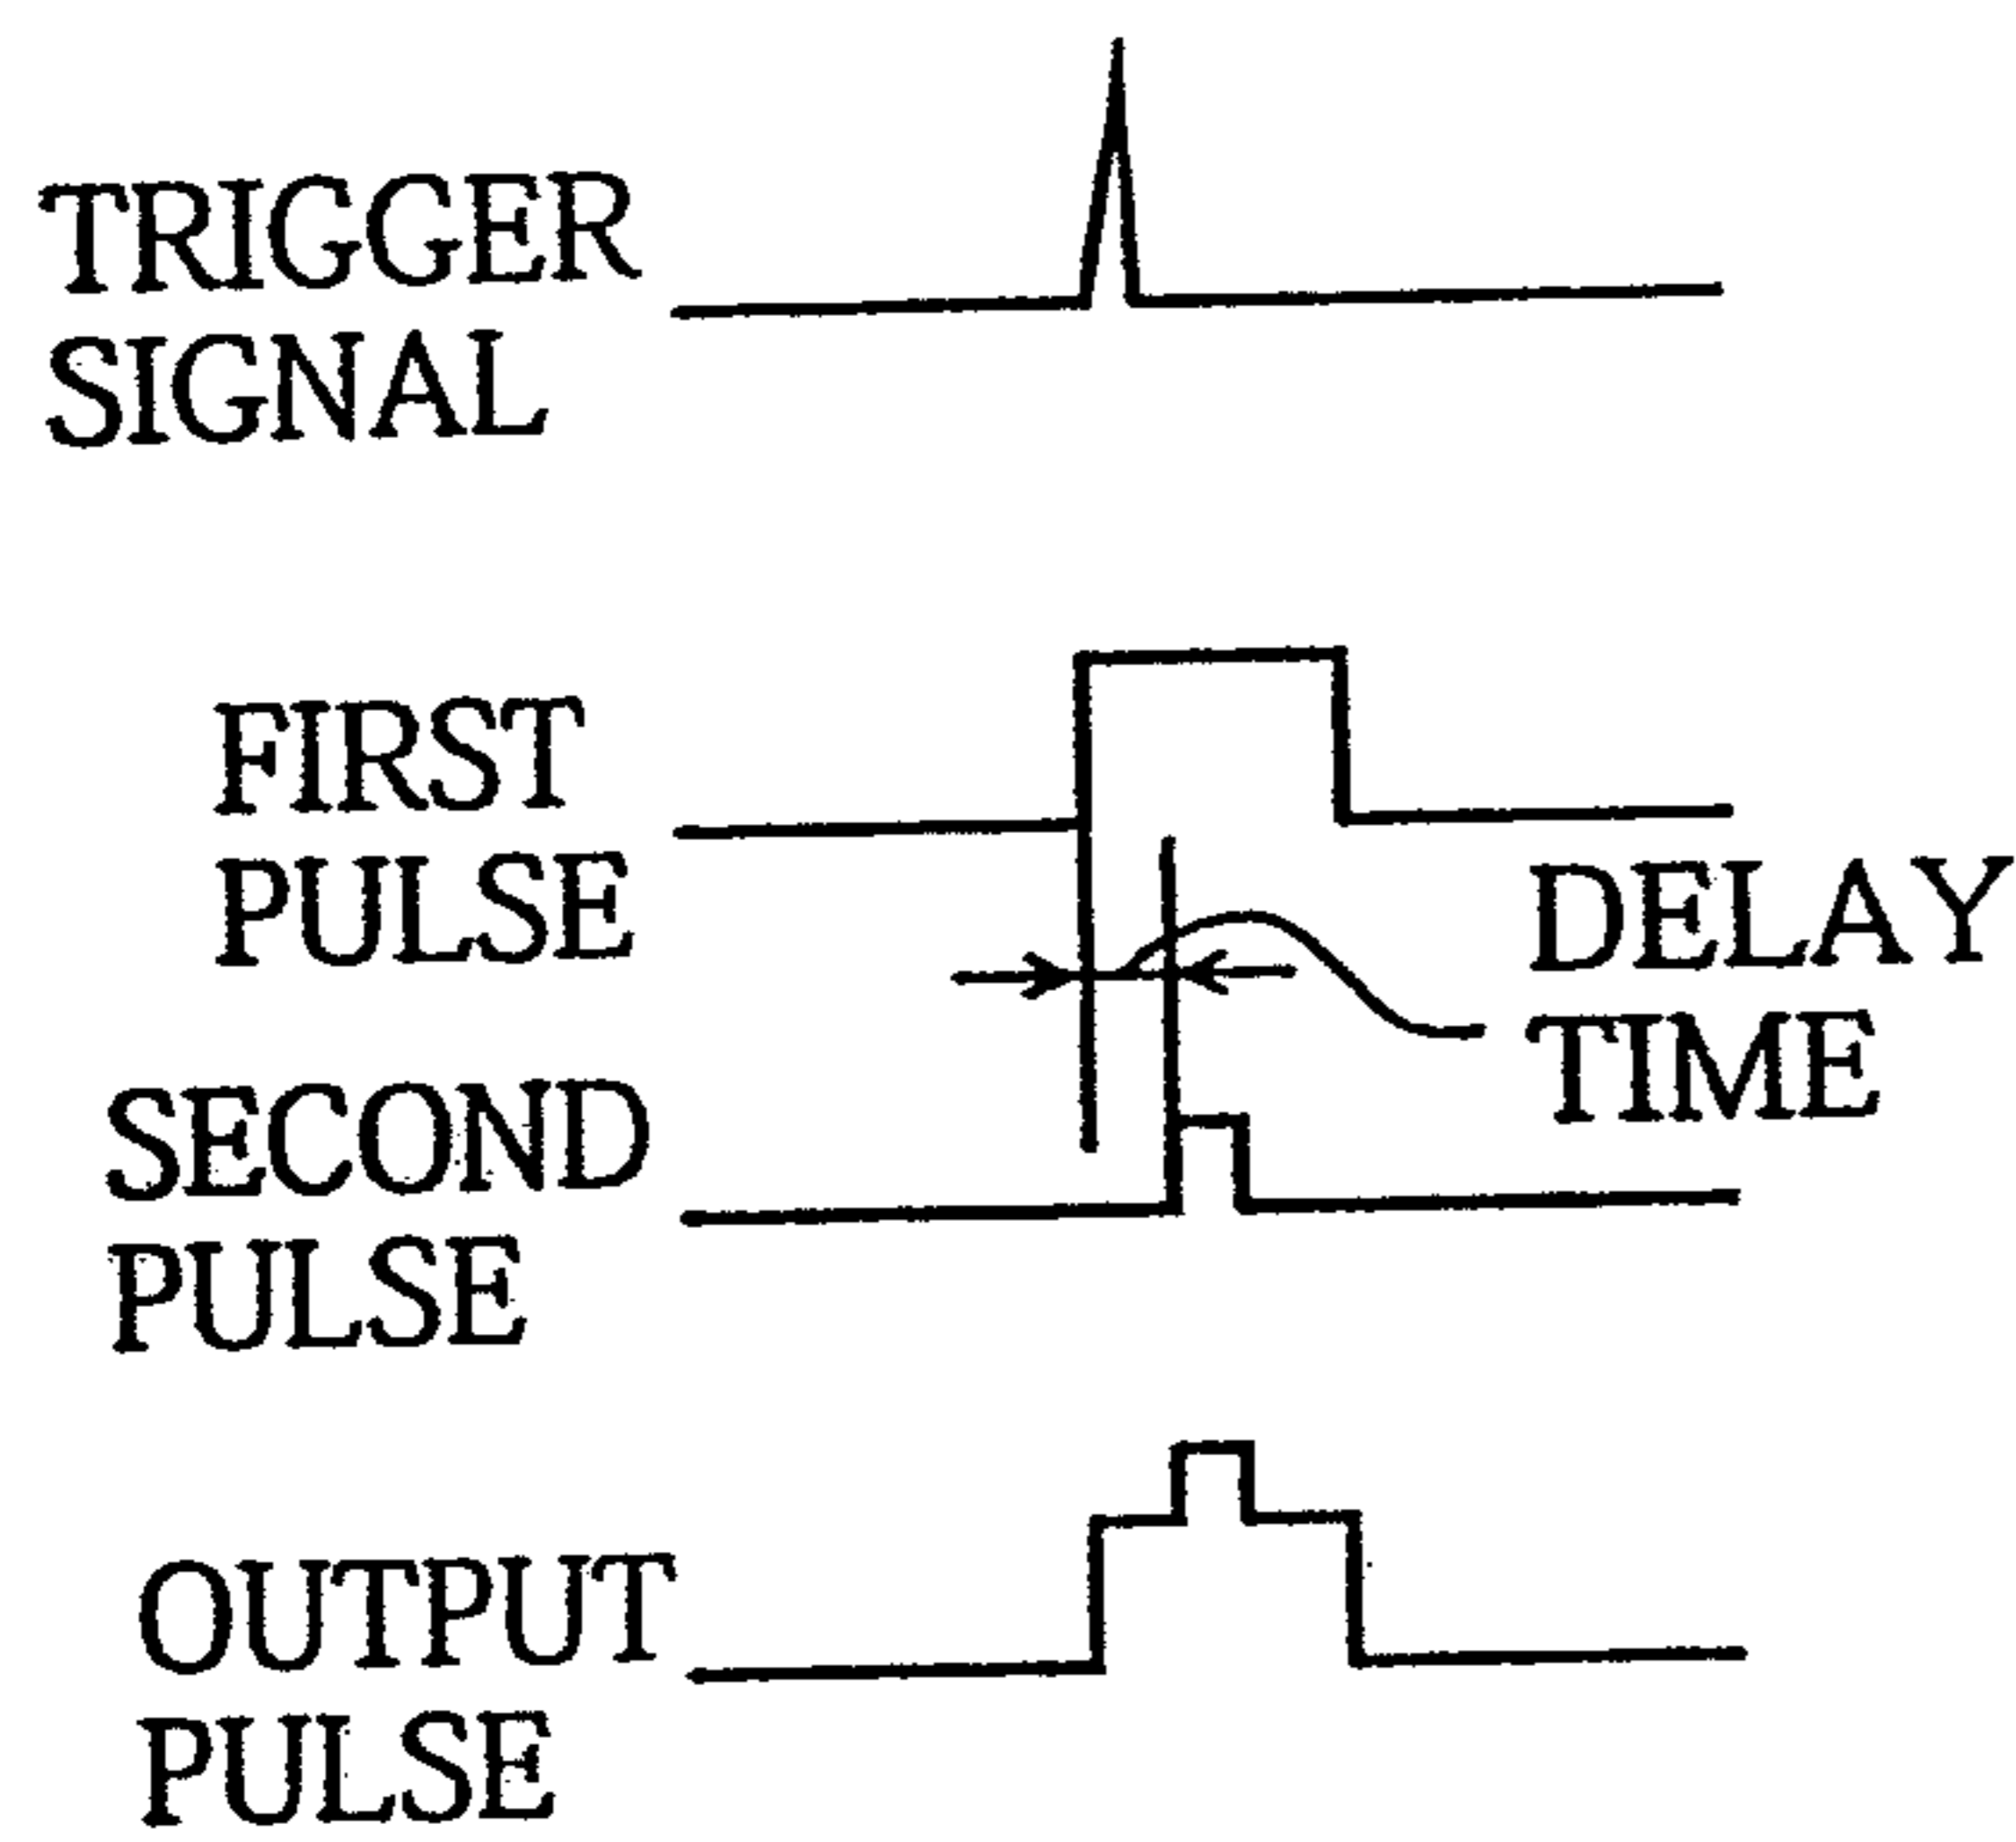 TRIGGER
SIGNAL
FIRST
PULSE
DELAY
TIME
SECOND
PULSE
OUTPUT
PULSE